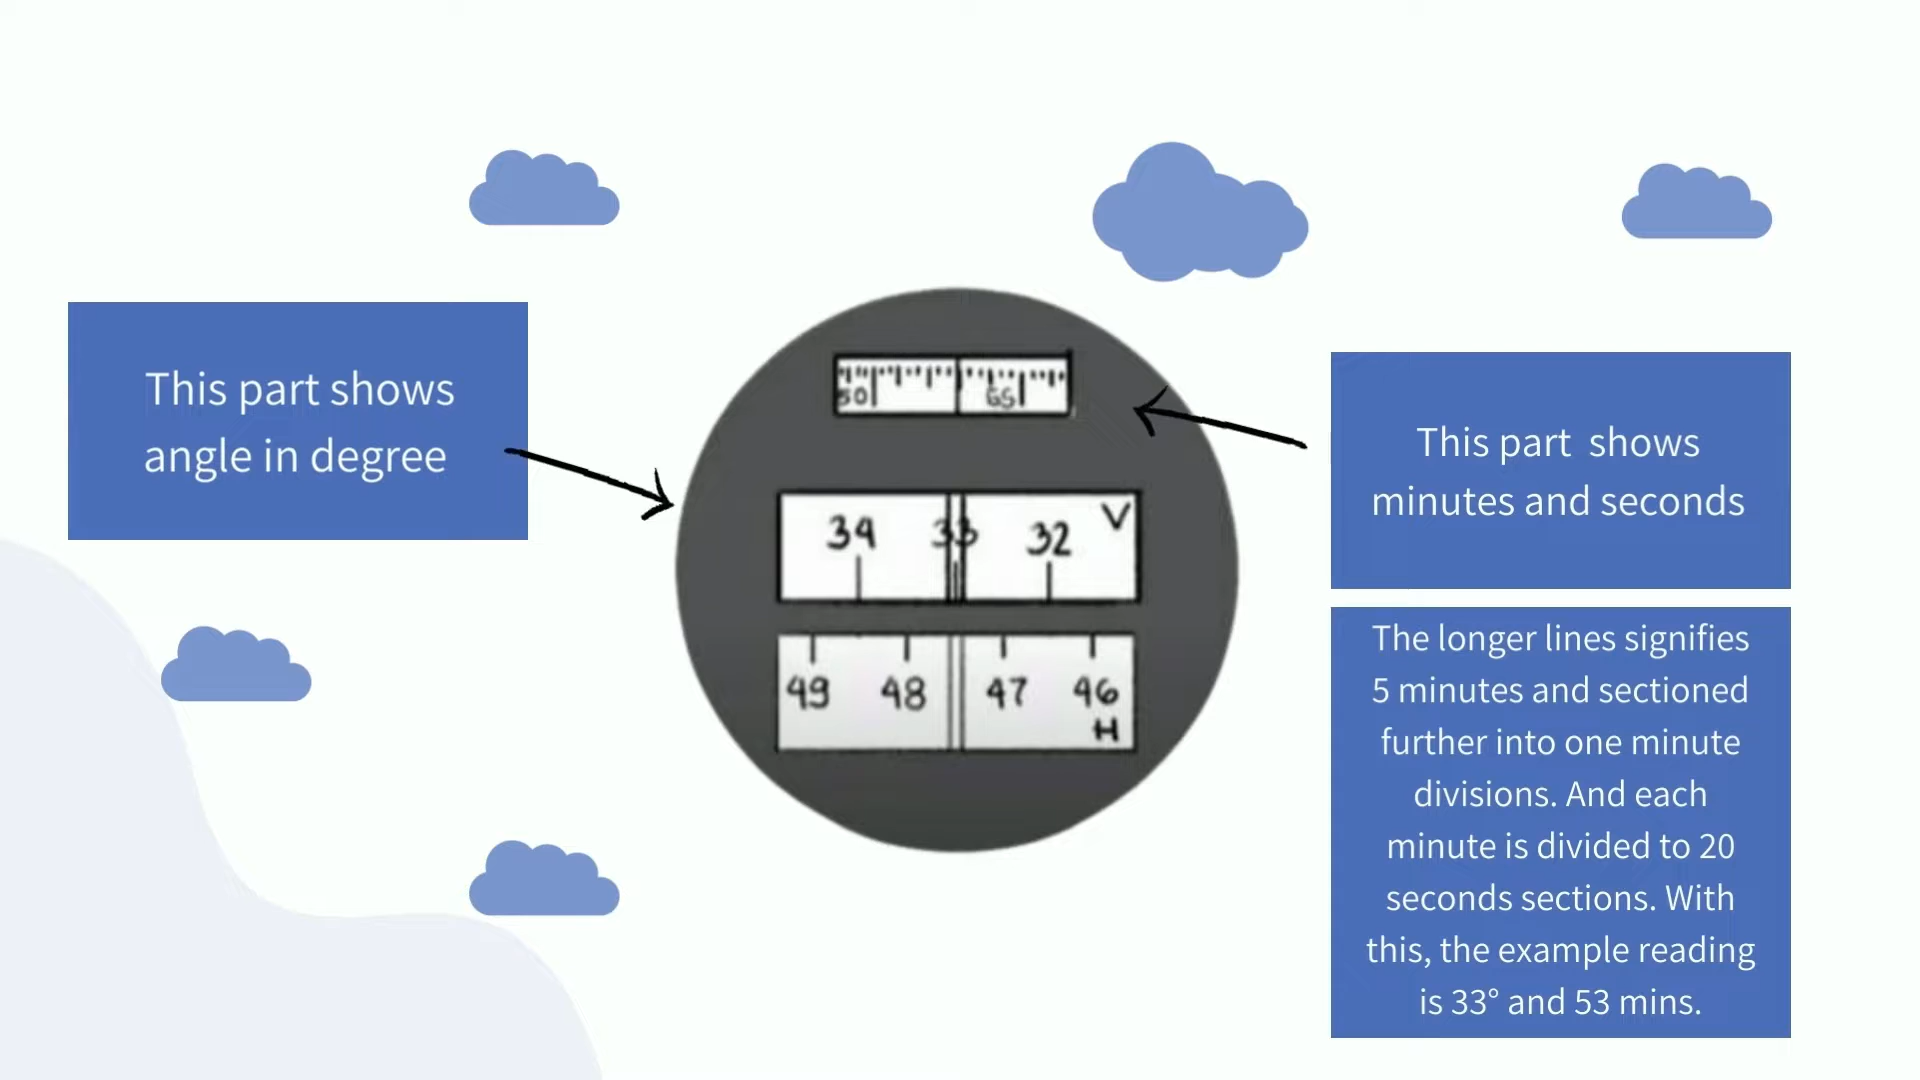 This part shows
angle in degree
50
55
34 33 32 V
49 48 47 46
H
This part shows
minutes and seconds
The longer lines signifies
5 minutes and sectioned
further into one minute
divisions. And each
minute is divided to 20
seconds sections. With
this, the example reading
is 33° and 53 mins.